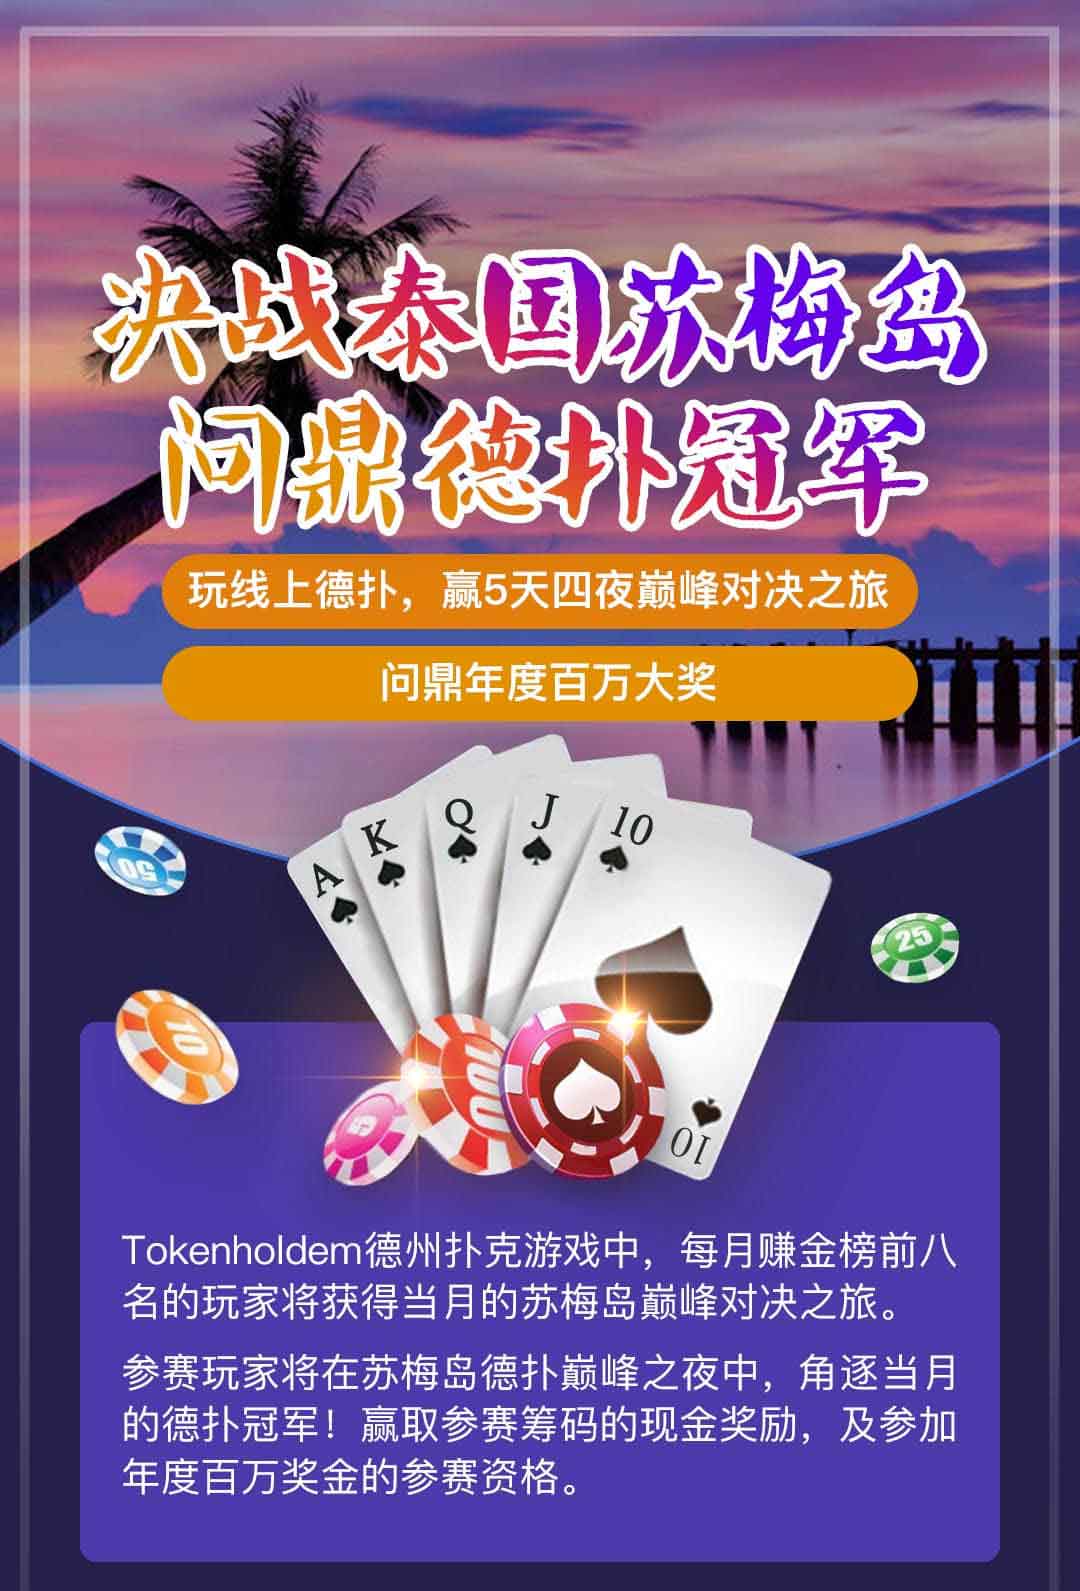 决战泰国苏梅岛
问鼎德扑冠军
玩线上德扑，赢5天四夜巅峰对决之旅
问鼎年度百万大奖
A
K
Q
J
10
50
25
10
100
5
10
Tokenholdem德州扑克游戏中，每月赚金榜前八
名的玩家将获得当月的苏梅岛巅峰对决之旅。
参赛玩家将在苏梅岛德扑巅峰之夜中，角逐当月
的德扑冠军！赢取参赛筹码的现金奖励，及参加
年度百万奖金的参赛资格。